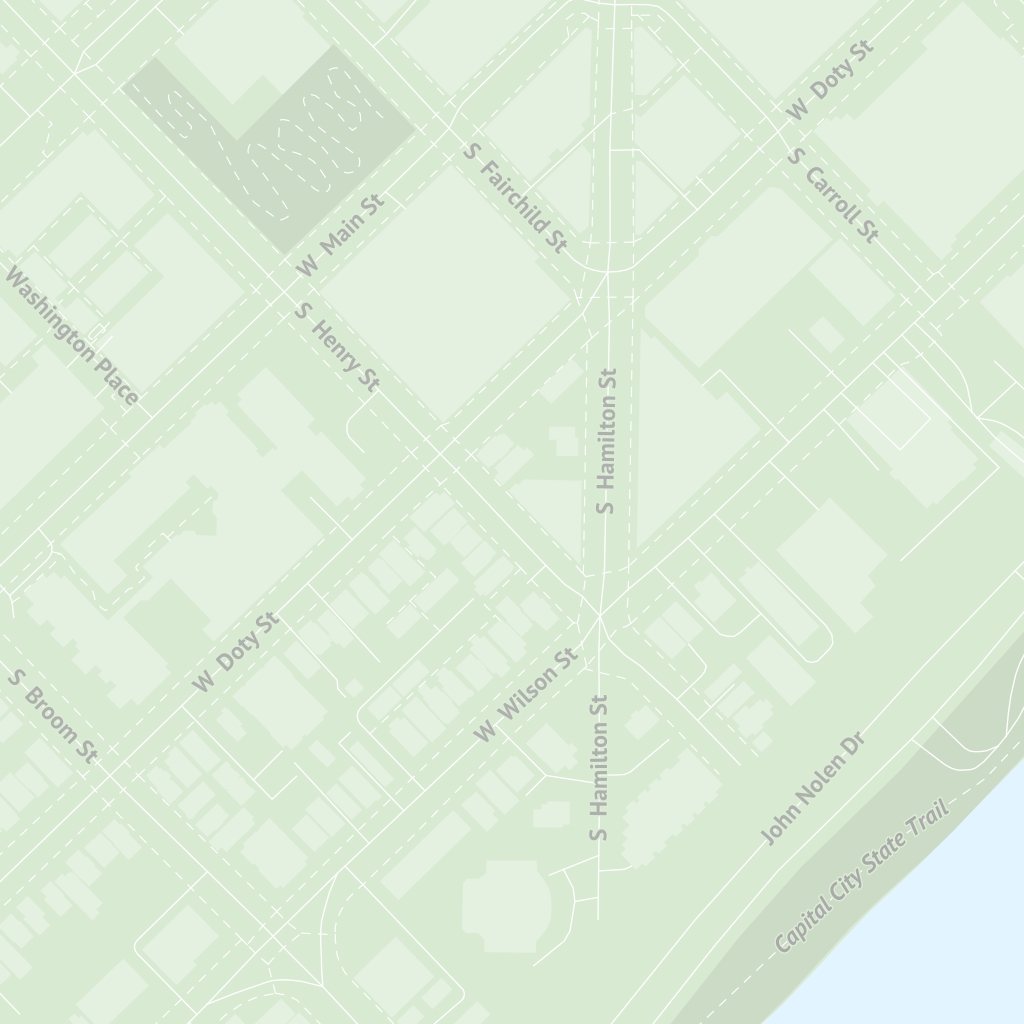 W Doty St
S Carroll St
S Fairchild St
W Main St
S Henry St
Washington Place
S Hamilton St
W Doty St
S Broom St
W Wilson St
S Hamilton St
John Nolen Dr
Capital City State Trail